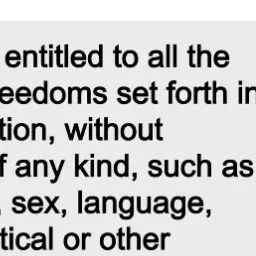 entitled to all the
eedoms set forth in
tion, without
f any kind, such as
, sex, language,
tical or other